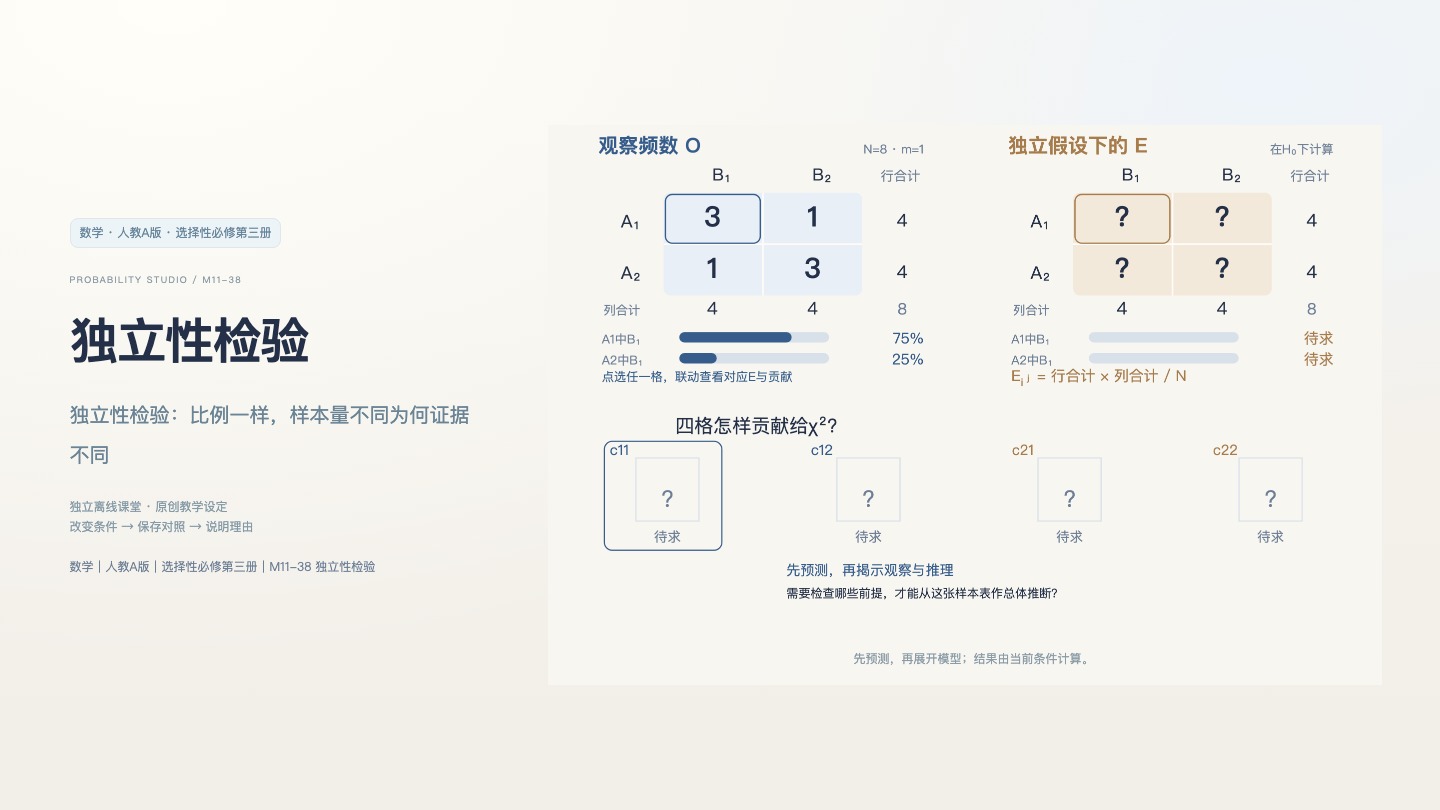 数学 · 人教A版 · 选择性必修第三册
PROBABILITY STUDIO / M11–38
独立性检验
独立性检验：比例一样，样本量不同为何证据
不同
独立离线课堂 · 原创教学设定
改变条件 → 保存对照 → 说明理由
数学 | 人教A版 | 选择性必修第三册 | M11–38 独立性检验
观察频数 O
N=8 · m=1
B₁ B₂ 行合计
A₁ 3 1 4
A₂ 1 3 4
列合计 4 4 8
A1中B₁ 75%
A2中B₁ 25%
点选任一格，联动查看对应E与贡献
独立假设下的 E
在H₀下计算
B₁ B₂ 行合计
A₁ ? ? 4
A₂ ? ? 4
列合计 4 4 8
A1中B₁ 待求
A2中B₁ 待求
Eᵢⱼ = 行合计 × 列合计 / N
四格怎样贡献给χ²?
c11 c12 c21 c22
? ? ? ?
待求 待求 待求 待求
先预测，再揭示观察与推理
需要检查哪些前提，才能从这张样本表作总体推断？
先预测，再展开模型；结果由当前条件计算。